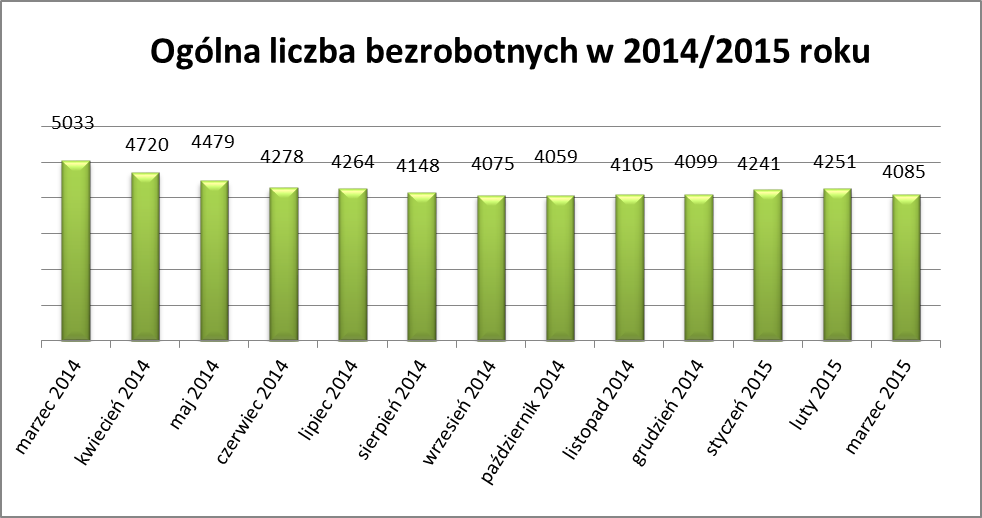 Ogólna liczba bezrobotnych w 2014/2015 roku
5033
4720
4479
4278
4264
4148
4075
4059
4105
4099
4241
4251
4085
marzec 2014
kwiecień 2014
maj 2014
czerwiec 2014
lipiec 2014
sierpień 2014
wrzesień 2014
październik 2014
listopad 2014
grudzień 2014
styczeń 2015
luty 2015
marzec 2015